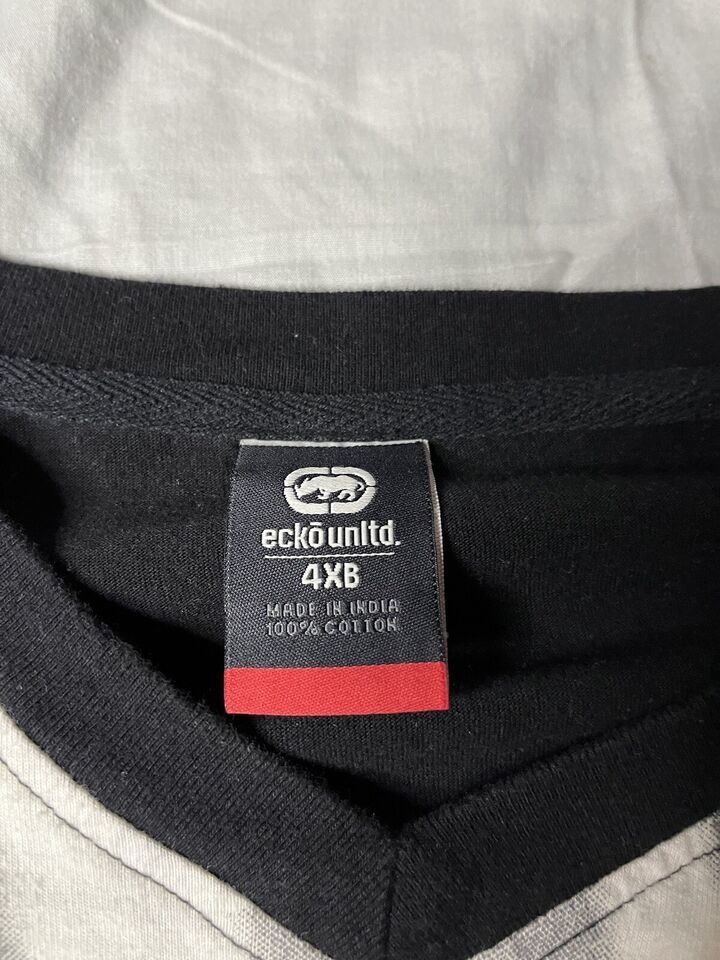 eckō unltd.
4XB
MADE IN INDIA
100% COTTON